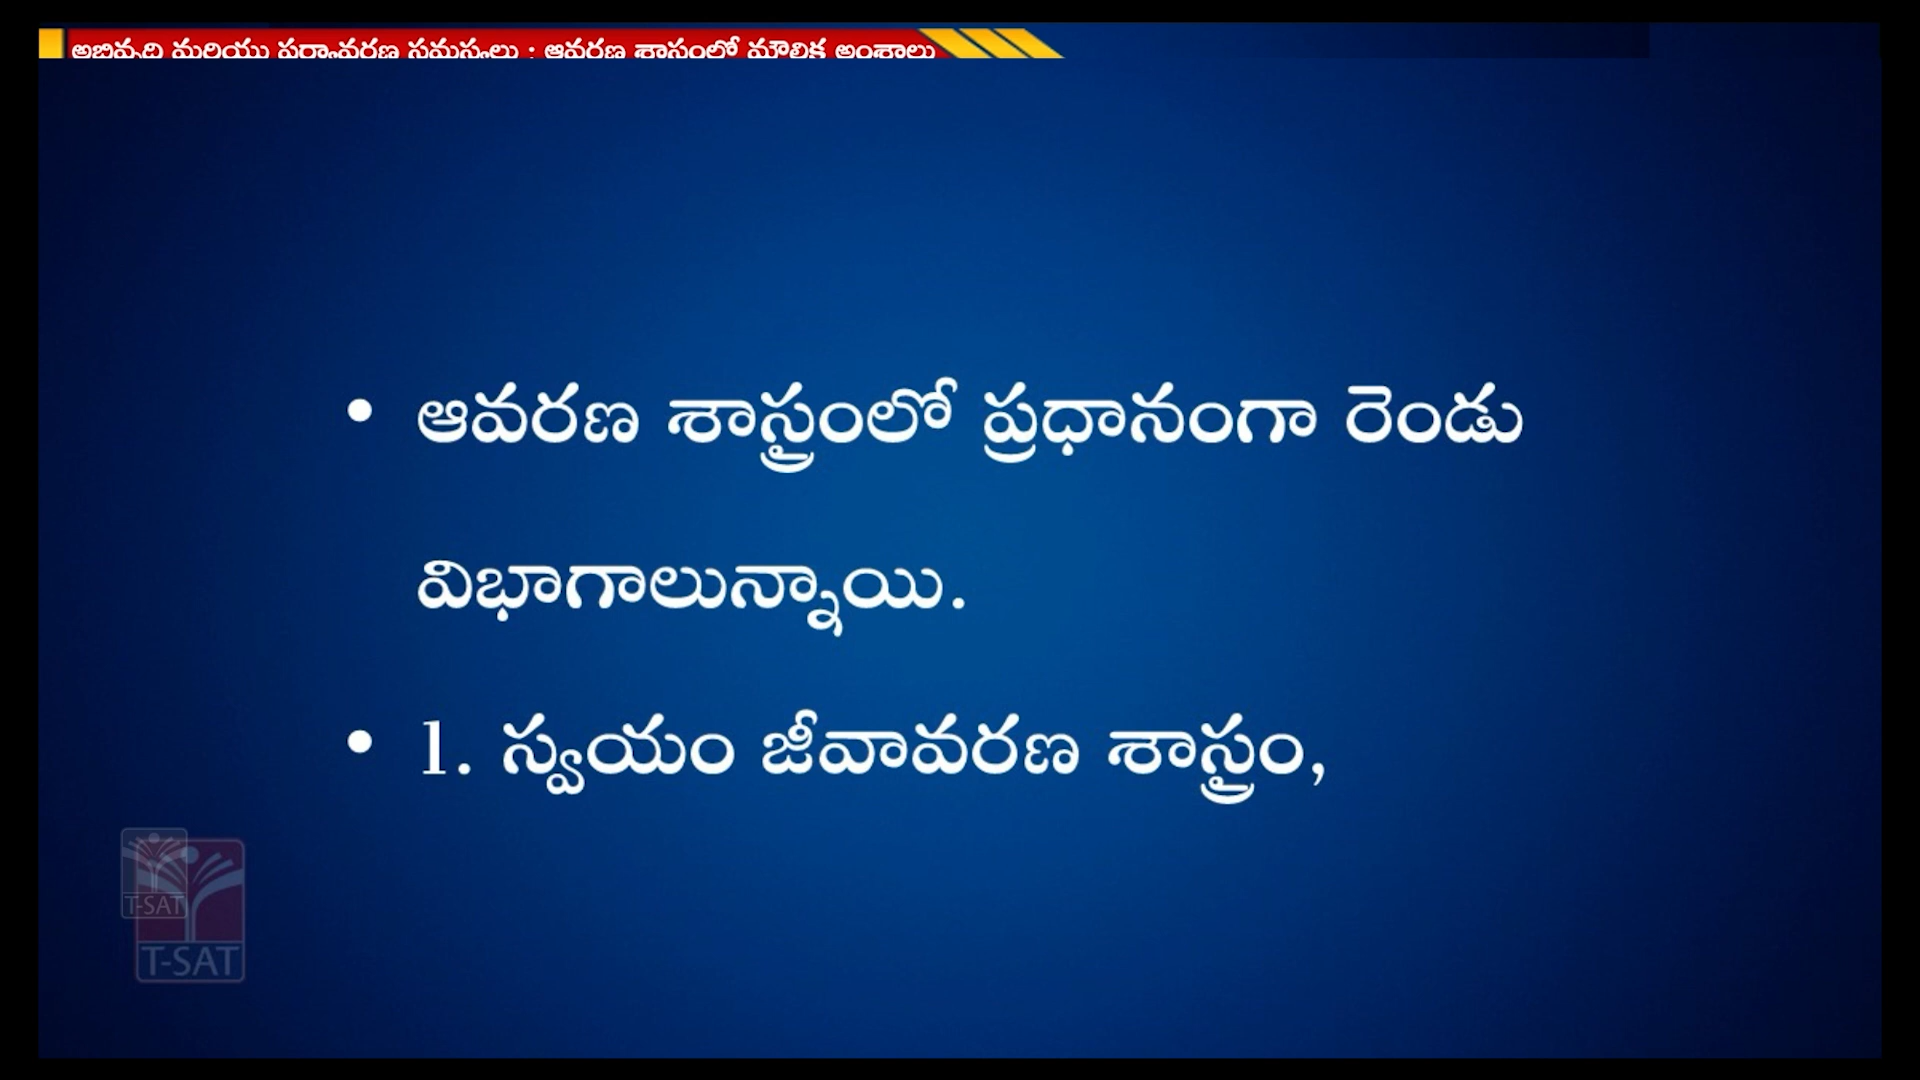 అభివృద్ధి మరియు పర్యావరణ సమస్యలు : ఆవరణ శాస్త్రంలో మౌలిక అంశాలు
• ఆవరణ శాస్త్రంలో ప్రధానంగా రెండు
విభాగాలున్నాయి.
• 1. స్వయం జీవావరణ శాస్త్రం,
T-SAT
T-SAT